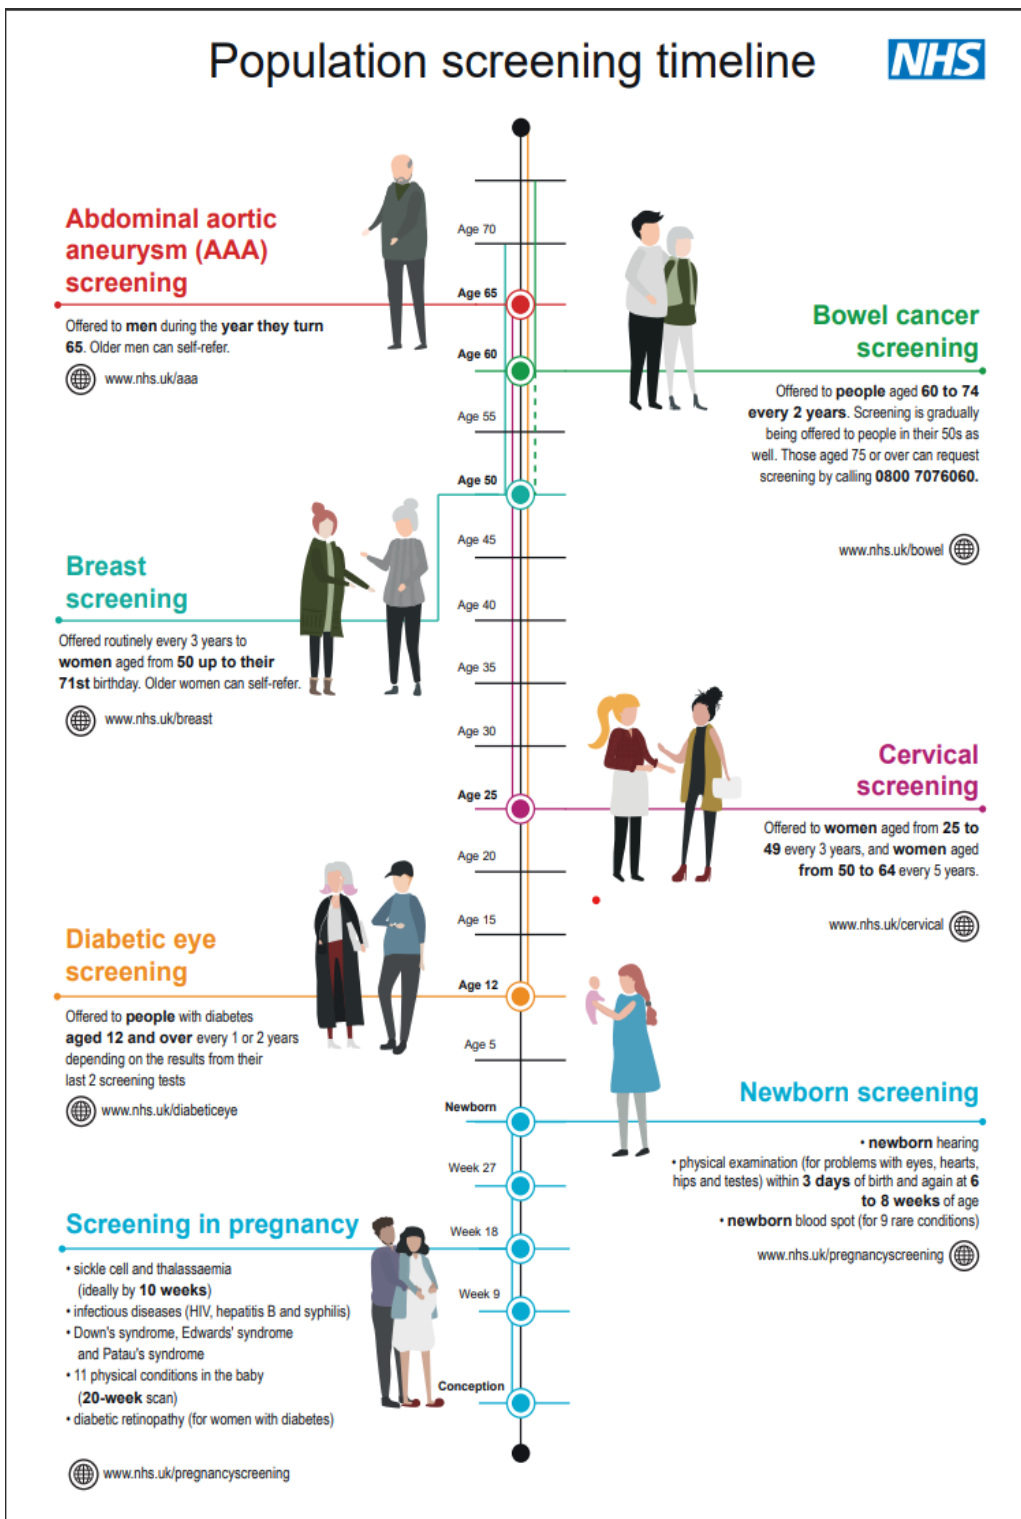 Population screening timeline
NHS
Abdominal aortic
aneurysm (AAA)
screening
Offered to men during the year they turn
65. Older men can self-refer.
www.nhs.uk/aaa
Age 70
Age 65
Age 60
Age 55
Age 50
Age 45
Age 40
Age 35
Age 30
Age 25
Age 20
Age 15
Age 12
Age 5
Newborn
Week 27
Week 18
Week 9
Conception
Bowel cancer
screening
Offered to people aged 60 to 74
every 2 years. Screening is gradually
being offered to people in their 50s as
well. Those aged 75 or over can request
screening by calling 0800 7076060.
www.nhs.uk/bowel
Breast
screening
Offered routinely every 3 years to
women aged from 50 up to their
71st birthday. Older women can self-refer.
www.nhs.uk/breast
Cervical
screening
Offered to women aged from 25 to
49 every 3 years, and women aged
from 50 to 64 every 5 years.
www.nhs.uk/cervical
Diabetic eye
screening
Offered to people with diabetes
aged 12 and over every 1 or 2 years
depending on the results from their
last 2 screening tests
www.nhs.uk/diabeticeye
Newborn screening
• newborn hearing
• physical examination (for problems with eyes, hearts,
hips and testes) within 3 days of birth and again at 6
to 8 weeks of age
• newborn blood spot (for 9 rare conditions)
www.nhs.uk/pregnancyscreening
Screening in pregnancy
• sickle cell and thalassaemia
(ideally by 10 weeks)
• infectious diseases (HIV, hepatitis B and syphilis)
• Down's syndrome, Edwards' syndrome
and Patau's syndrome
• 11 physical conditions in the baby
(20-week scan)
• diabetic retinopathy (for women with diabetes)
www.nhs.uk/pregnancyscreening